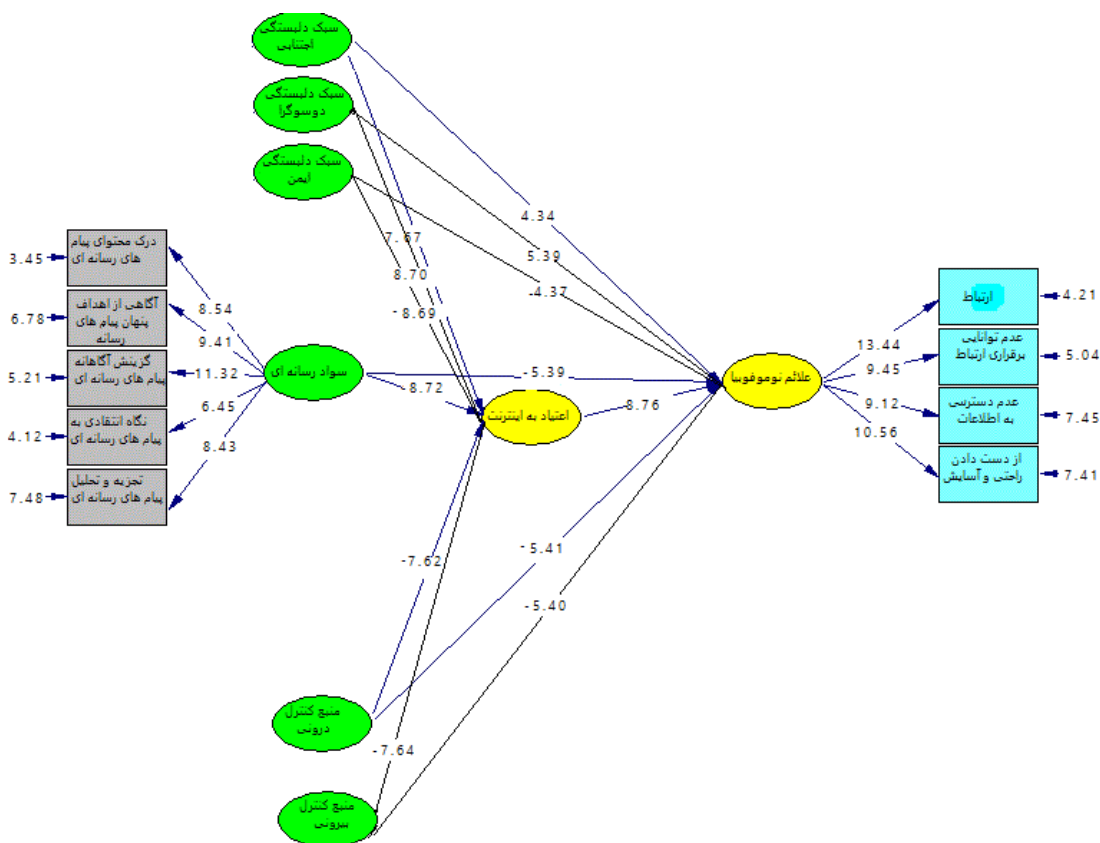 سبک دلبستگی
اجتنابی
سبک دلبستگی
دوسوگرا
سبک دلبستگی
ایمن
4.34
7.67
5.39
8.70
-4.37
-8.69
درک محتوای پیام
های رسانه ای
3.45
8.54
آگاهی از اهداف
پنهان پیام های
رسانه
6.78
9.41
گزینش آگاهانه
پیام های رسانه ای
5.21
11.32
نگاه انتقادی به
پیام های رسانه ای
4.12
6.45
تجزیه و تحلیل
پیام های رسانه ای
7.48
8.43
سواد رسانه ای
-5.39
8.72
اعتیاد به اینترنت
8.76
علائم نوموفوبیا
ارتباط
4.21
13.44
عدم توانایی
برقراری ارتباط
5.04
9.45
عدم دسترسی
به اطلاعات
7.45
9.12
از دست دادن
راحتی و آسایش
7.41
10.56
-7.62
-5.41
-5.40
منبع کنترل
درونی
-7.64
منبع کنترل
بیرونی